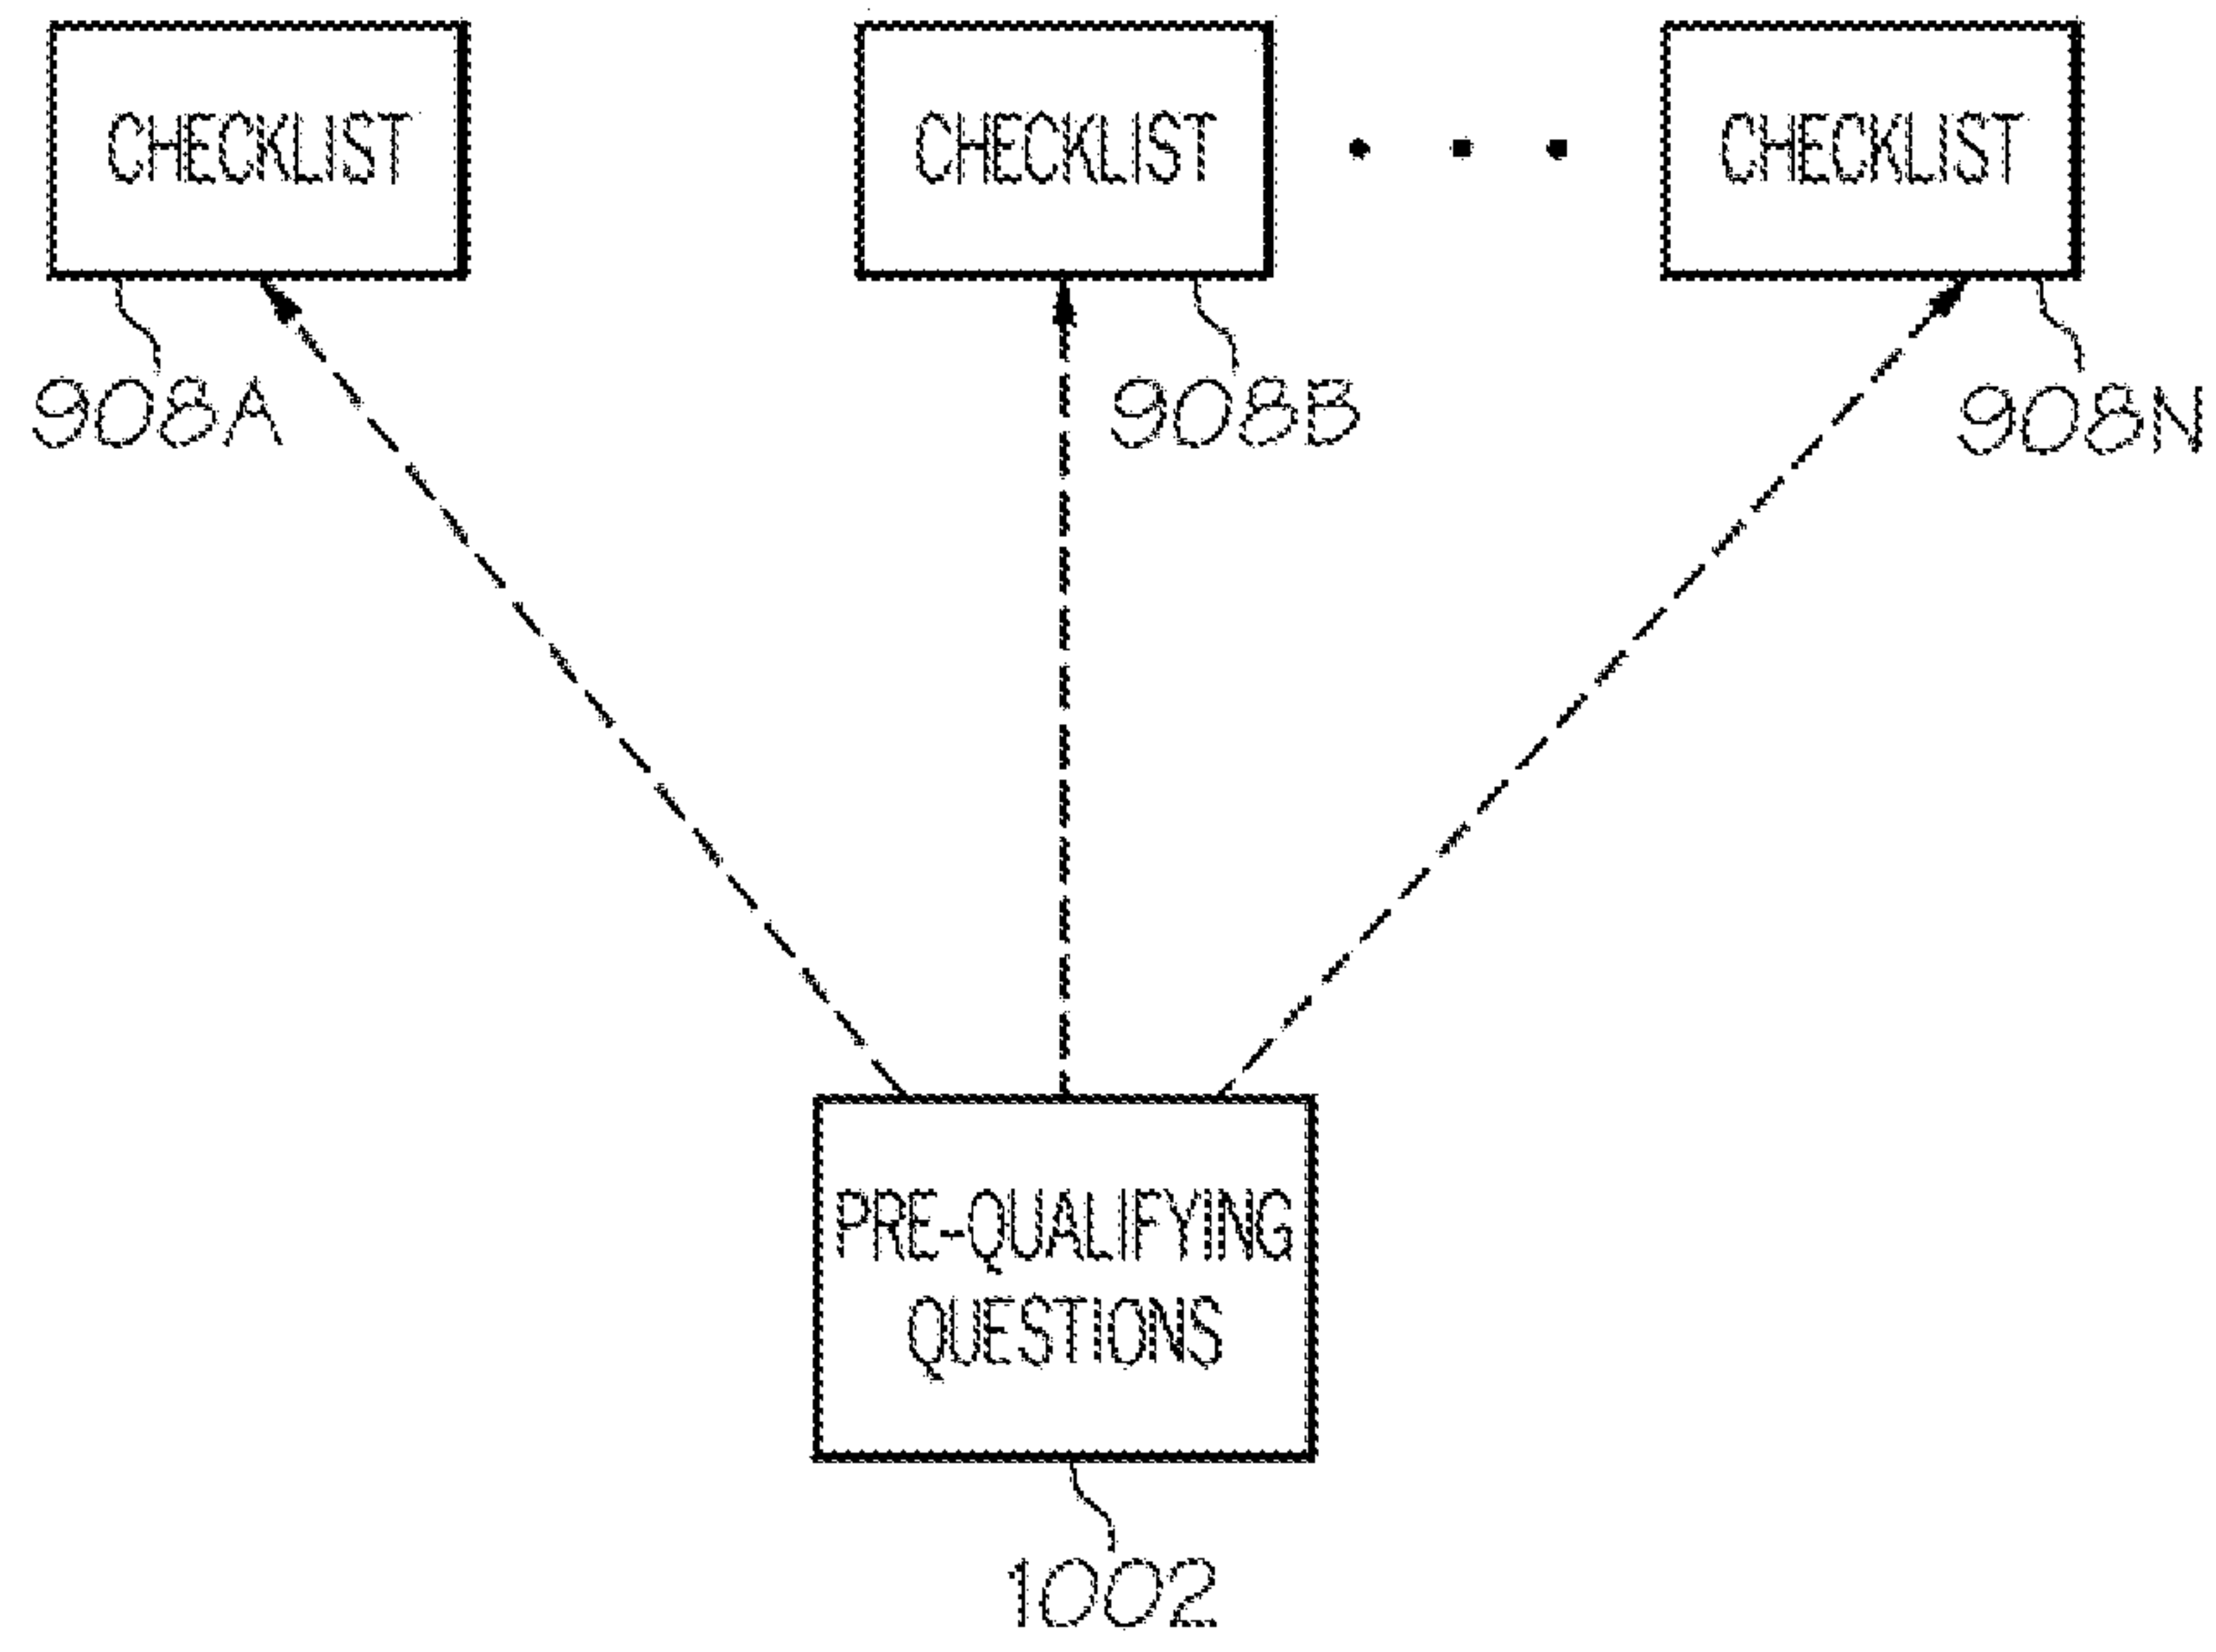 CHECKLIST
CHECKLIST
CHECKLIST
908A
908B
908N
PRE-QUALIFYING
QUESTIONS
1002